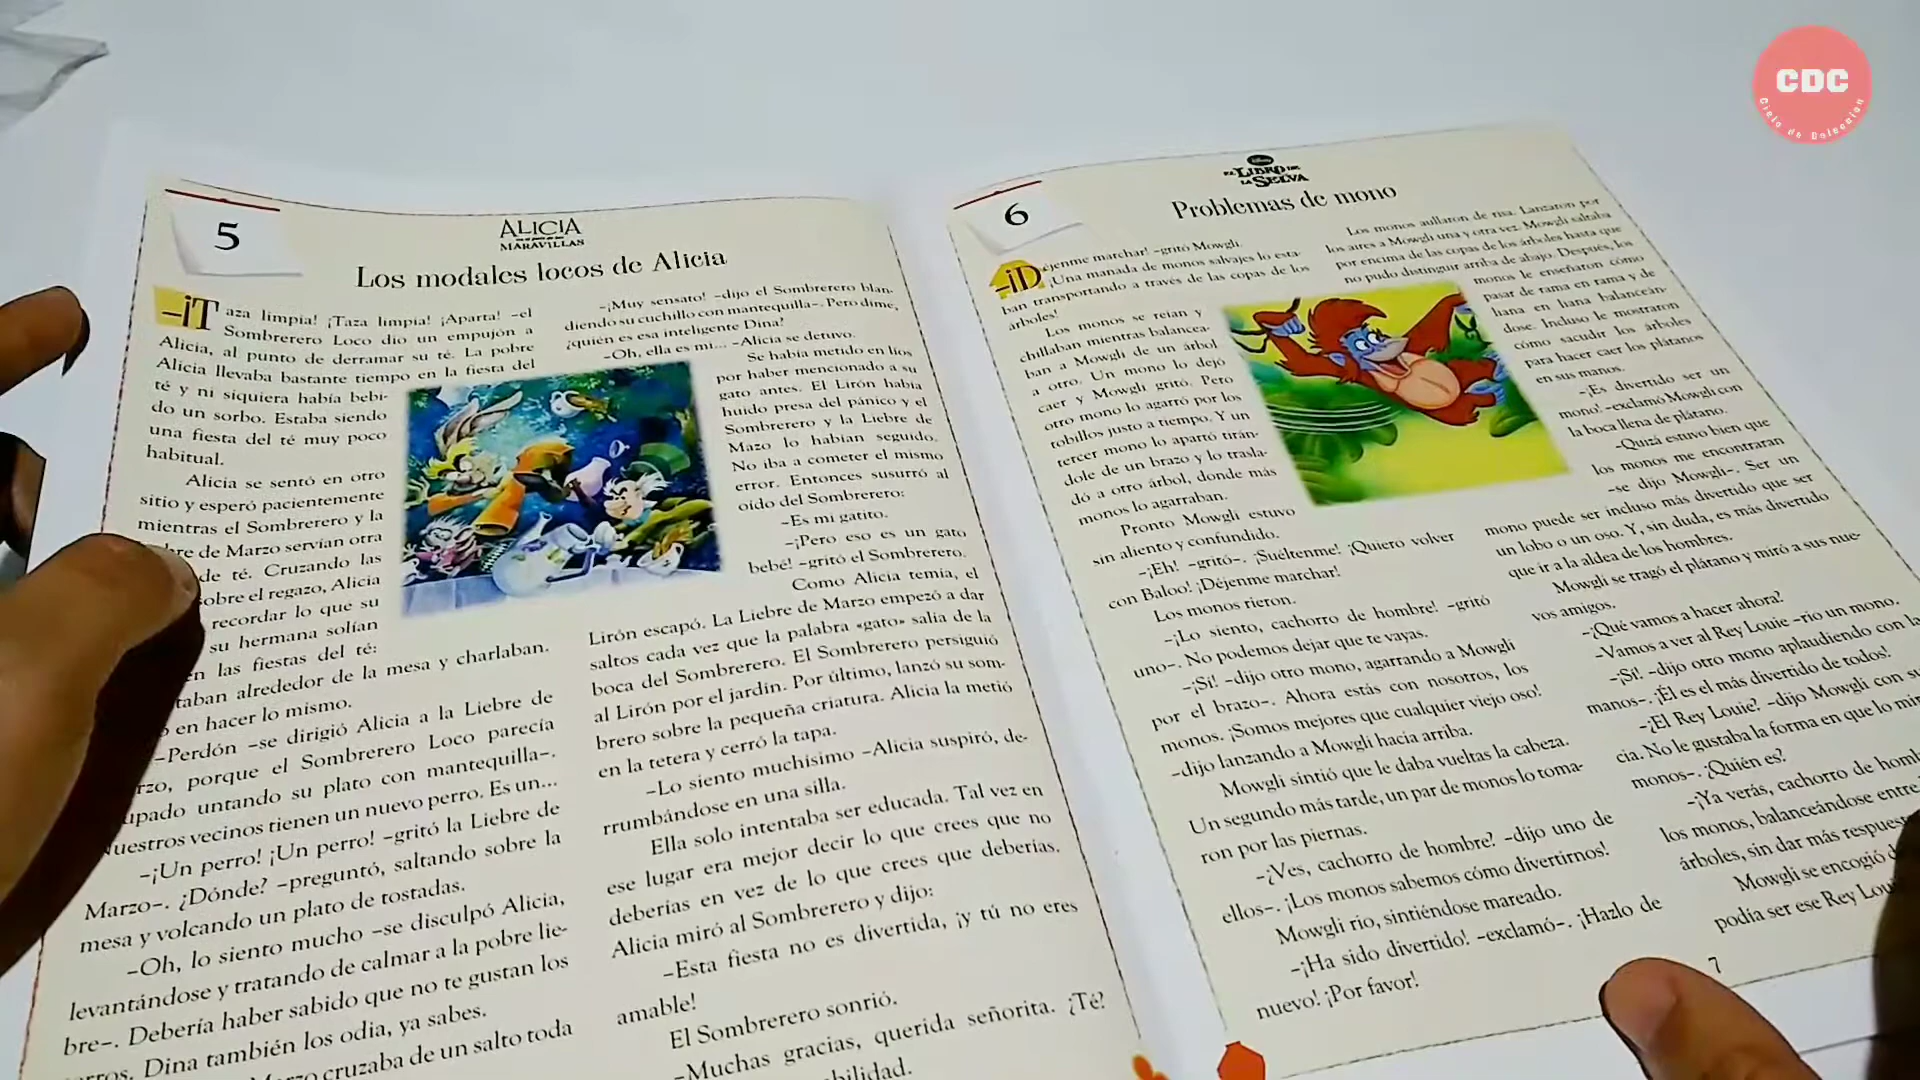 CDC
Cielo de Coleccion
5
ALICIA
MARAVILLAS
Los modales locos de Alicia
-¡Taza limpia! ¡Taza limpia! ¡Aparta! -el
Sombrerero Loco dio un empujón a
Alicia, al punto de derramar su té. La pobre
Alicia llevaba bastante tiempo en la fiesta del
té y ni siquiera había bebi-
do un sorbo. Estaba siendo
una fiesta del té muy poco
habitual.
Alicia se sentó en otro
sitio y esperó pacientemente
mientras el Sombrerero y la
de Marzo servían otra
de té. Cruzando las
sobre el regazo, Alicia
recordar lo que su
su hermana solían
en las fiestas del té:
taban alrededor de la mesa y charlaban.
en hacer lo mismo.
-Perdón -se dirigió Alicia a la Liebre de
porque el Sombrerero Loco parecía
upado untando su plato con mantequilla-.
Nuestros vecinos tienen un nuevo perro. Es un...
-¡Un perro! ¡Un perro! -gritó la Liebre de
Marzo-. ¿Dónde? -preguntó, saltando sobre la
mesa y volcando un plato de tostadas.
-Oh, lo siento mucho -se disculpó Alicia,
levantándose y tratando de calmar a la pobre lie-
bre-. Debería haber sabido que no te gustan los
Dina también los odia, ya sabes.
cruzaba de un salto toda
-¡Muy sensato! -dijo el Sombrerero blan-
diendo su cuchillo con mantequilla-. Pero dime,
¿quién es esa inteligente Dina?
-Oh, ella es mi... -Alicia se detuvo.
Se había metido en líos
por haber mencionado a su
gato antes. El Lirón había
huido presa del pánico y el
Sombrerero y la Liebre de
Mazo lo habían seguido.
No iba a cometer el mismo
error. Entonces susurró al
oído del Sombrerero:
-Es mi gatito.
-¡Pero eso es un gato
bebé! -gritó el Sombrerero.
Como Alicia temía, el
Lirón escapó. La Liebre de Marzo empezó a dar
saltos cada vez que la palabra «gato» salía de la
boca del Sombrerero. El Sombrerero persiguió
al Lirón por el jardín. Por último, lanzó su som-
brero sobre la pequeña criatura. Alicia la metió
en la tetera y cerró la tapa.
-Lo siento muchísimo -Alicia suspiró, de-
rrumbándose en una silla.
Ella solo intentaba ser educada. Tal vez en
ese lugar era mejor decir lo que crees que no
deberías en vez de lo que crees que deberías.
Alicia miró al Sombrerero y dijo:
-Esta fiesta no es divertida, ¡y tú no eres
amable!
El Sombrerero sonrió.
-Muchas gracias, querida señorita. ¿Té?
6
Disney
EL LIBRO DE
LA SELVA
Problemas de mono
-¡Déjenme marchar! -gritó Mowgli.
¡Una manada de monos salvajes lo esta-
ban transportando a través de las copas de los
árboles!
Los monos se reían y
chillaban mientras balancea-
ban a Mowgli de un árbol
a otro. Un mono lo dejó
caer y Mowgli gritó. Pero
otro mono lo agarró por los
tobillos justo a tiempo. Y un
tercer mono lo apartó tirán-
dole de un brazo y lo trasla-
dó a otro árbol, donde más
monos lo agarraban.
Pronto Mowgli estuvo
sin aliento y confundido.
-¡Eh! -gritó-. ¡Suéltenme! ¡Quiero volver
con Baloo! ¡Déjenme marchar!
Los monos rieron.
-¡Lo siento, cachorro de hombre! -gritó
uno-. No podemos dejar que te vayas.
-¡Sí! -dijo otro mono, agarrando a Mowgli
por el brazo-. Ahora estás con nosotros, los
monos. ¡Somos mejores que cualquier viejo oso!
-dijo lanzando a Mowgli hacia arriba.
Mowgli sintió que le daba vueltas la cabeza.
Un segundo más tarde, un par de monos lo toma-
ron por las piernas.
-¿Ves, cachorro de hombre? -dijo uno de
ellos-. ¡Los monos sabemos cómo divertirnos!
Mowgli rio, sintiéndose mareado.
-¡Ha sido divertido! -exclamó-. ¡Hazlo de
nuevo! ¡Por favor!
Los monos aullaron de risa. Lanzaron por
los aires a Mowgli una y otra vez. Mowgli saltaba
por encima de las copas de los árboles hasta que
no pudo distinguir arriba de abajo. Después, los
monos le enseñaron cómo
pasar de rama en rama y de
liana en liana balanceán-
dose. Incluso le mostraron
cómo sacudir los árboles
para hacer caer los plátanos
en sus manos.
-¡Es divertido ser un
mono! -exclamó Mowgli con
la boca llena de plátano.
-Quizá estuvo bien que
los monos me encontraran
-se dijo Mowgli-. Ser un
mono puede ser incluso más divertido que ser
un lobo o un oso. Y, sin duda, es más divertido
que ir a la aldea de los hombres.
Mowgli se tragó el plátano y miró a sus nue-
vos amigos.
-¿Qué vamos a hacer ahora?
-Vamos a ver al Rey Louie -rio un mono.
-¡Sí! -dijo otro mono aplaudiendo con la
manos-. ¡Él es el más divertido de todos!
-¿El Rey Louie? -dijo Mowgli con su
cia. No le gustaba la forma en que lo mir
monos-. ¿Quién es?
-¡Ya verás, cachorro de homb
los monos, balanceándose entre
árboles, sin dar más respuest
Mowgli se encogió d
podía ser ese Rey Loui
7